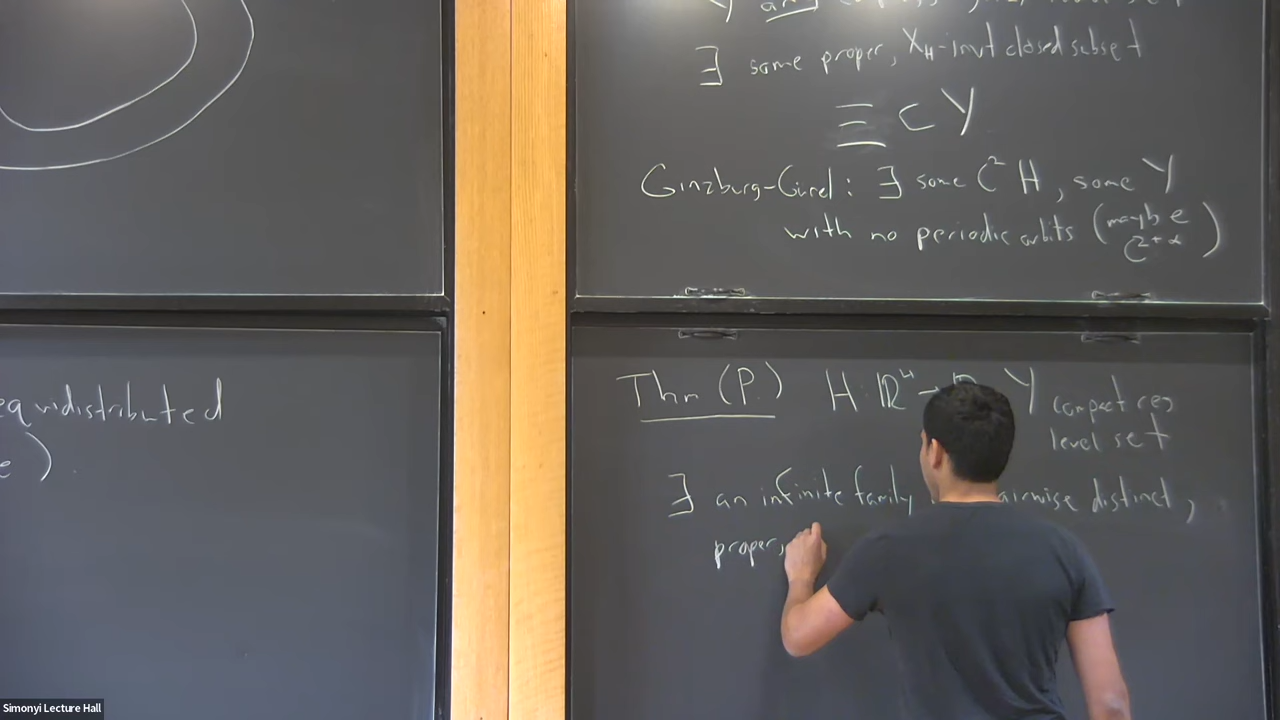 equidistributed
).
Y any
∃ some proper, X_H-invt closed subset
Ξ ⊂ Y
Ginzburg-Gürel: ∃ some C² H, some Y
with no periodic orbits (maybe
C^{2+α})
Thm (P.) H: ℝ⁴ → Y compact reg
level set
∃ an infinite family distinct,
proper,
Simonyi Lecture Hall